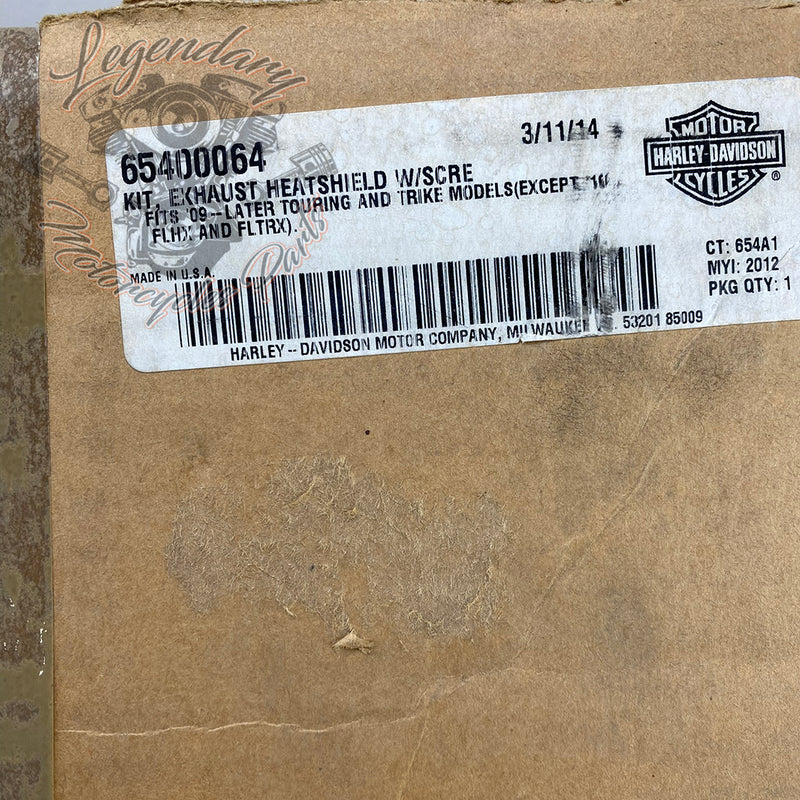 Legendary
Motorcycles Parts
65400064
3/11/14
KIT, EXHAUST HEATSHIELD W/SCRE
FITS '09--LATER TOURING AND TRIKE MODELS(EXCEPT '10
FLHX AND FLTRX).
MADE IN U.S.A.
MOTOR
HARLEY-DAVIDSON
CYCLES
®
CT: 654A1
MYI: 2012
PKG QTY: 1
HARLEY--DAVIDSON MOTOR COMPANY, 53201 85009